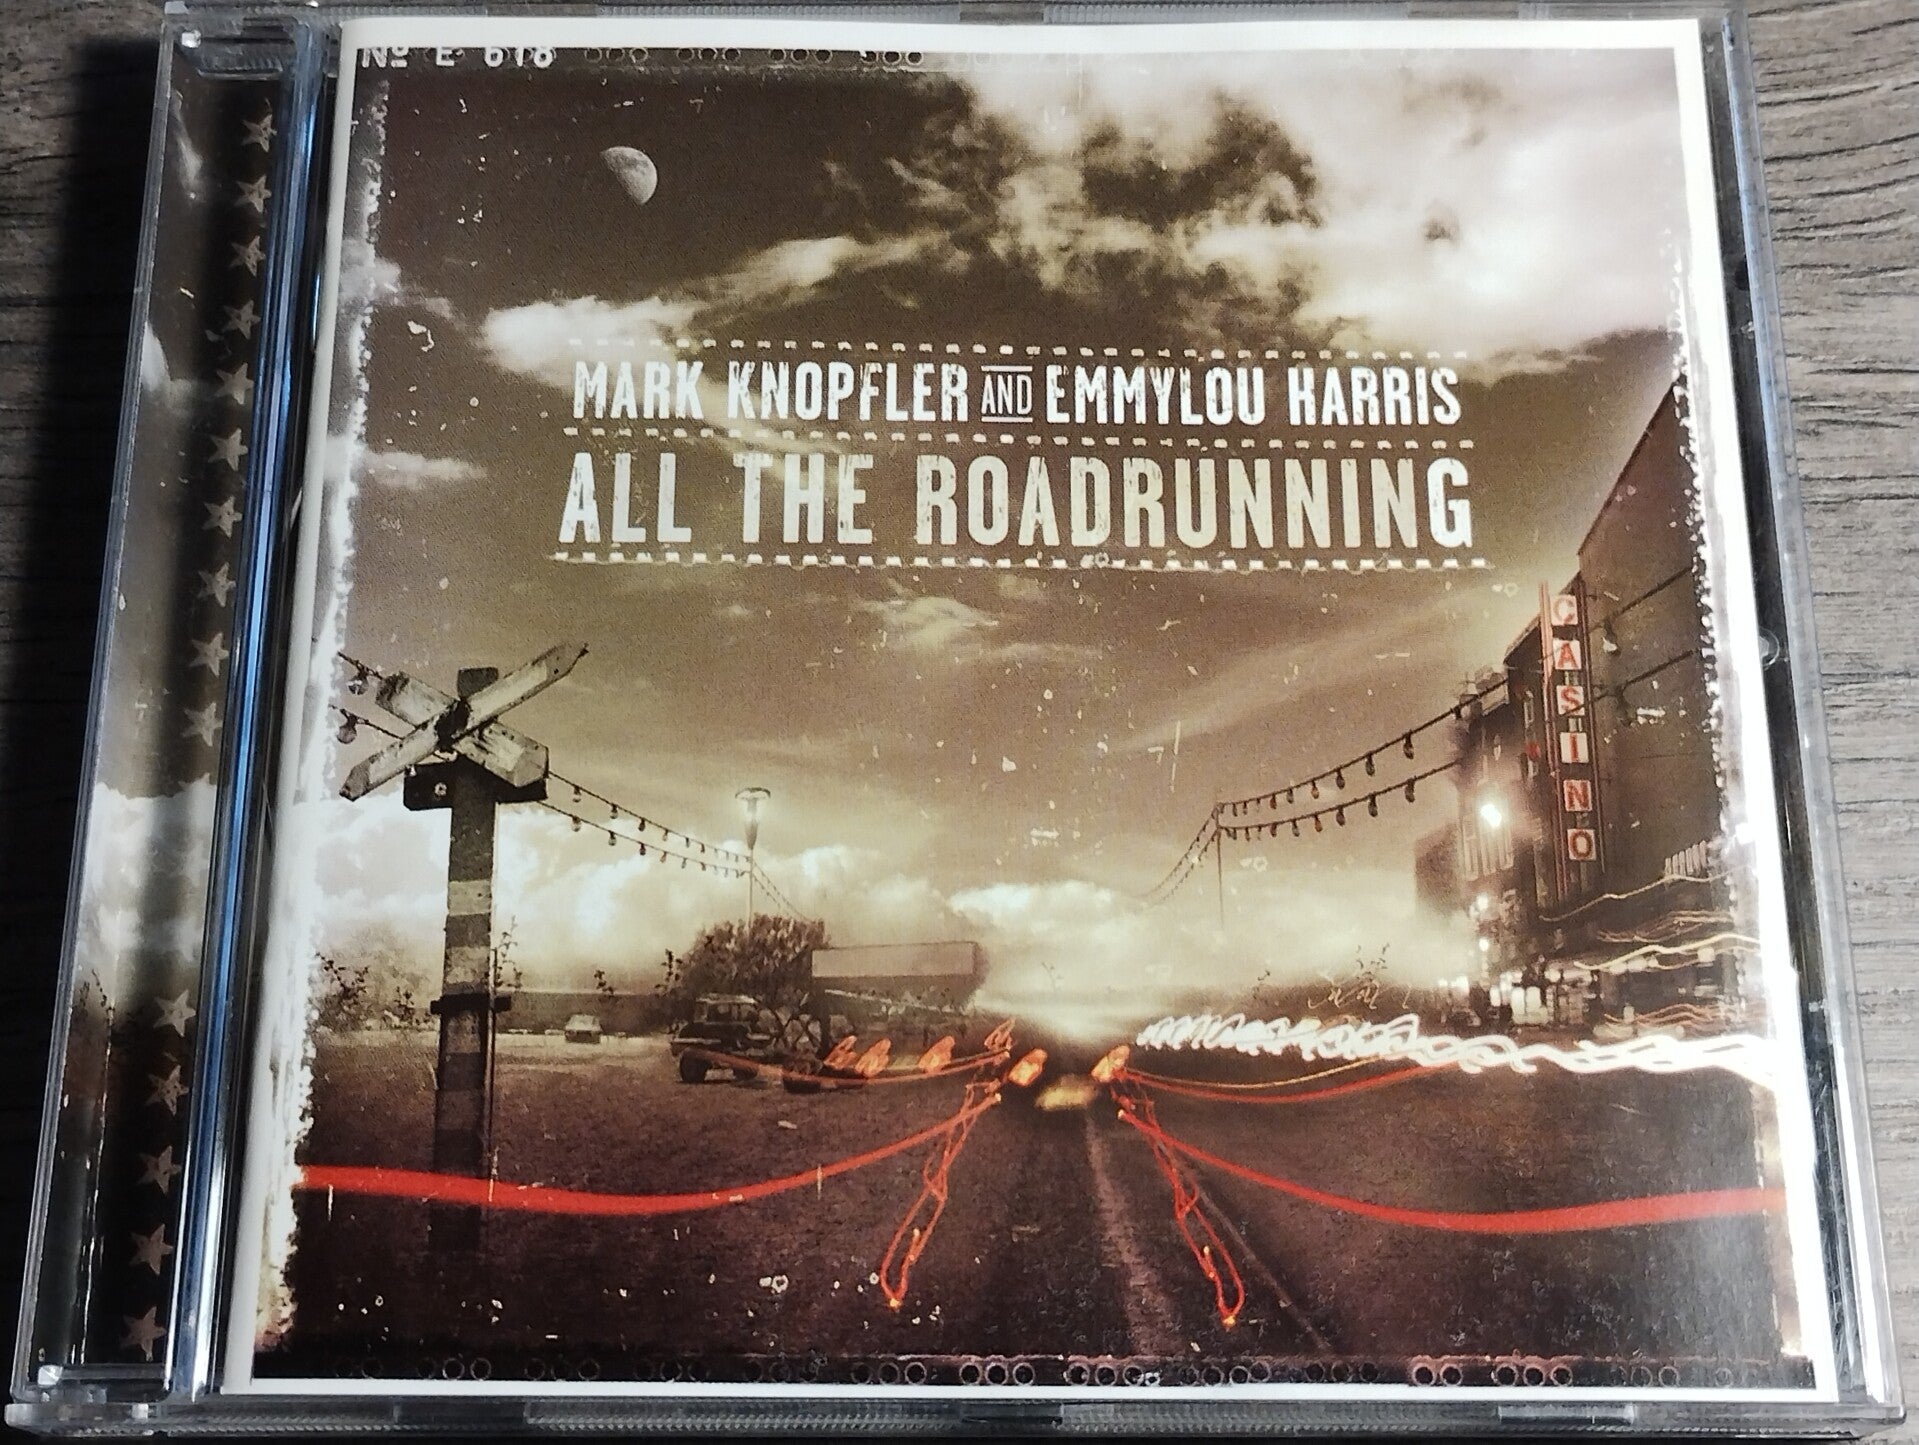 Nº E 618
MARK KNOPFLER AND EMMYLOU HARRIS
ALL THE ROADRUNNING
CASINO